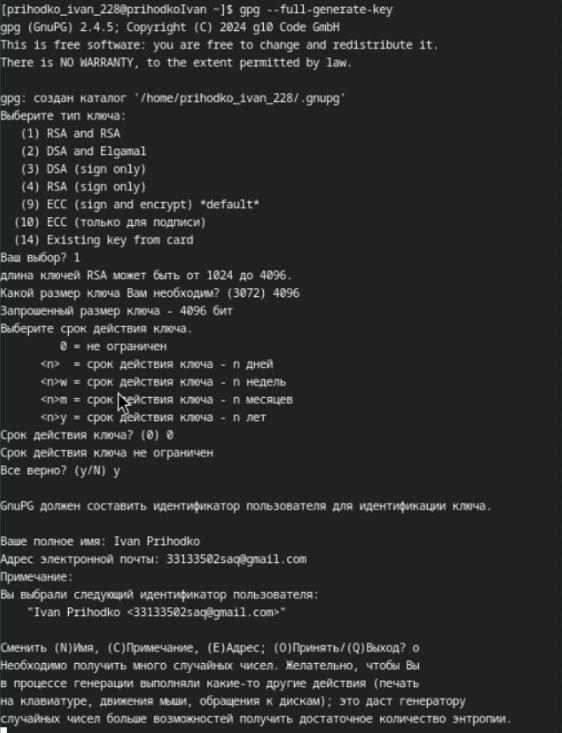 [prihodko_ivan_228@prihodkoIvan ~]$ gpg --full-generate-key
gpg (GnuPG) 2.4.5; Copyright (C) 2024 g10 Code GmbH
This is free software: you are free to change and redistribute it.
There is NO WARRANTY, to the extent permitted by law.

gpg: создан каталог '/home/prihodko_ivan_228/.gnupg'
Выберите тип ключа:
   (1) RSA and RSA
   (2) DSA and Elgamal
   (3) DSA (sign only)
   (4) RSA (sign only)
   (9) ECC (sign and encrypt) *default*
  (10) ECC (только для подписи)
  (14) Existing key from card
Ваш выбор? 1
длина ключей RSA может быть от 1024 до 4096.
Какой размер ключа Вам необходим? (3072) 4096
Запрошенный размер ключа - 4096 бит
Выберите срок действия ключа.
         0 = не ограничен
      <n>  = срок действия ключа - n дней
      <n>w = срок действия ключа - n недель
      <n>m = срок действия ключа - n месяцев
      <n>y = срок действия ключа - n лет
Срок действия ключа? (0) 0
Срок действия ключа не ограничен
Все верно? (y/N) y

GnuPG должен составить идентификатор пользователя для идентификации ключа.

Ваше полное имя: Ivan Prihodko
Адрес электронной почты: 33133502saq@gmail.com
Примечание:
Вы выбрали следующий идентификатор пользователя:
    "Ivan Prihodko <33133502saq@gmail.com>"

Сменить (N)Имя, (C)Примечание, (E)Адрес; (O)Принять/(Q)Выход? o
Необходимо получить много случайных чисел. Желательно, чтобы Вы
в процессе генерации выполняли какие-то другие действия (печать
на клавиатуре, движения мыши, обращения к дискам); это даст генератору
случайных чисел больше возможностей получить достаточное количество энтропии.